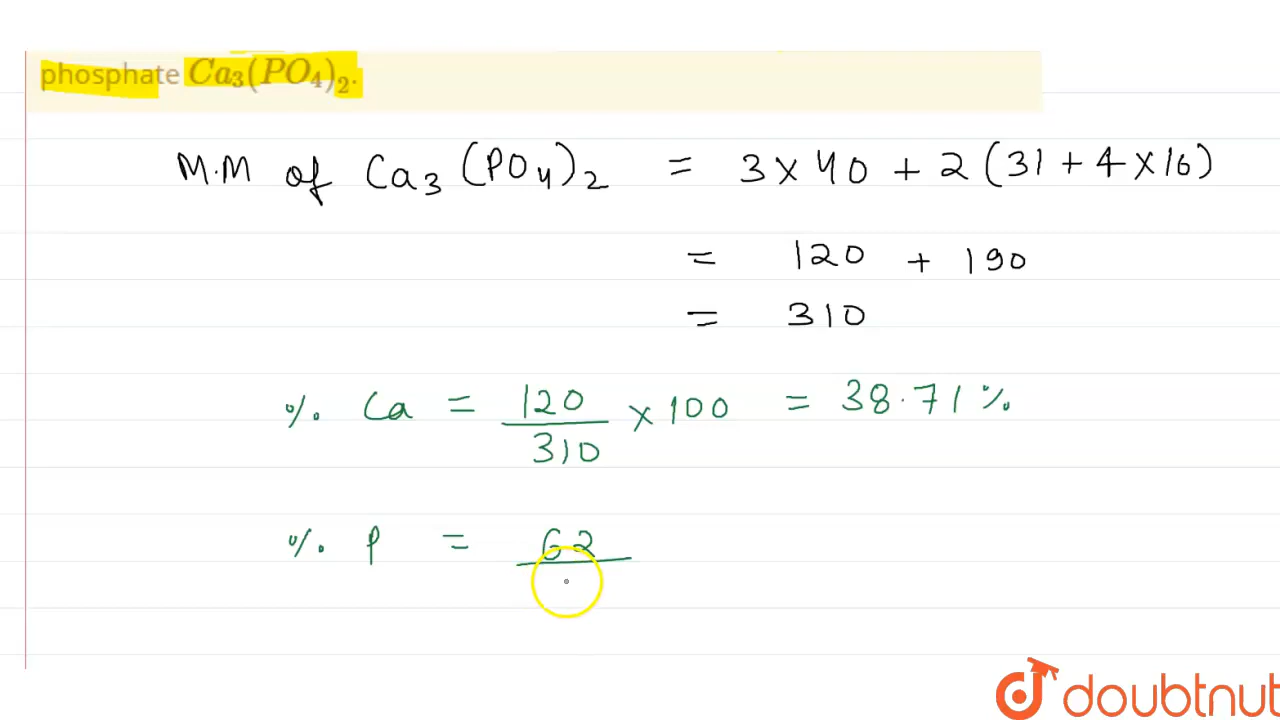 phosphate Ca₃(PO₄)₂.
M.M of Ca₃(PO₄)₂ = 3 × 40 + 2 (31 + 4 × 16)
= 120 + 190
= 310
% Ca = 120/310 × 100 = 38.71 %
% P = 62
doubtnut